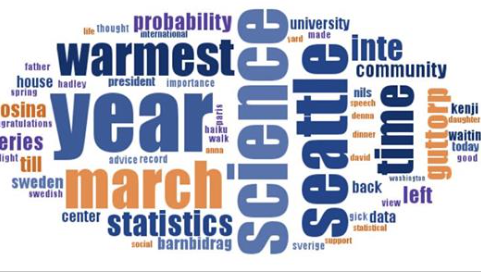 life thought probability university
international yard made
warmest inte
father community
house hadley president importance nils
spring speech kenji
osina year paris time guttorp daughter
gratulations haiku denna
eries walk dinner waitin
light anna today
till advice record david good
sweden march science seattle washington
swedish back left
view
center statistics gick data
statistical
social barnbidrag sverige support